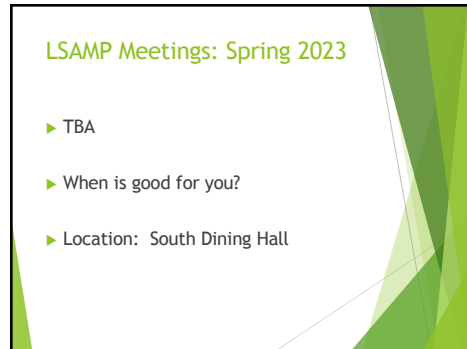 LSAMP Meetings: Spring 2023
TBA
When is good for you?
Location: South Dining Hall